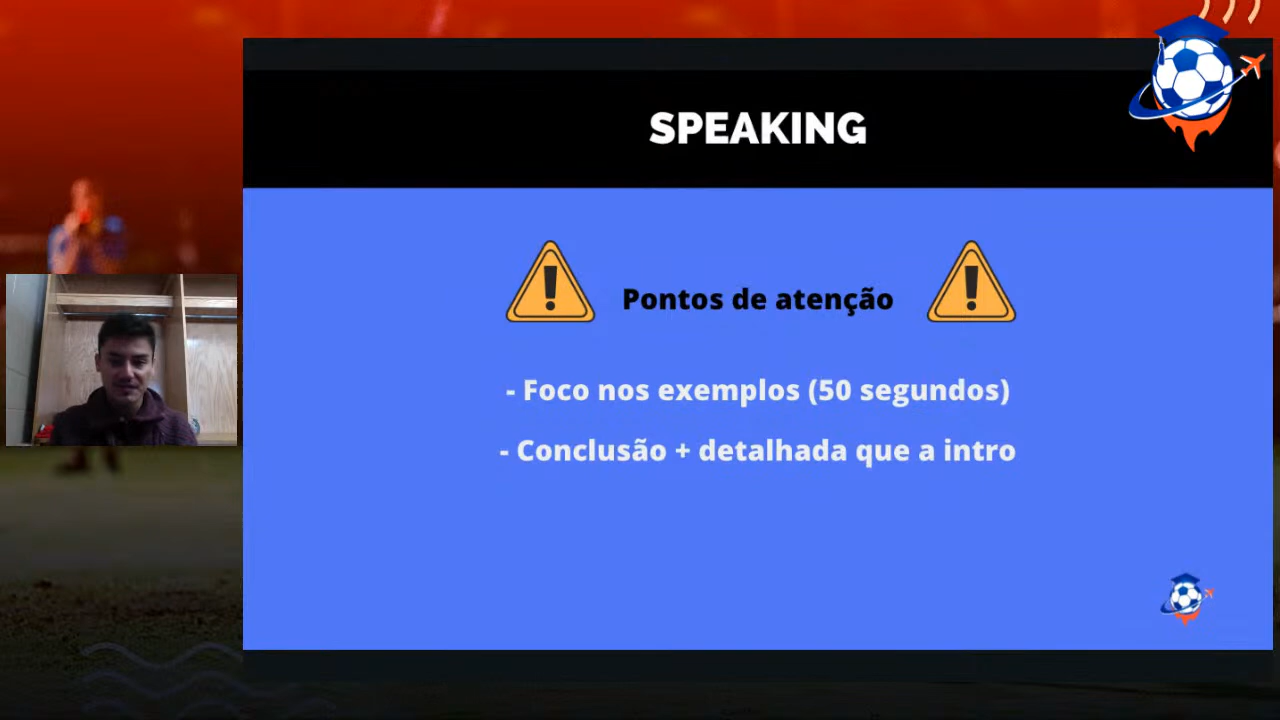 SPEAKING
Pontos de atenção
- Foco nos exemplos (50 segundos)
- Conclusão + detalhada que a intro